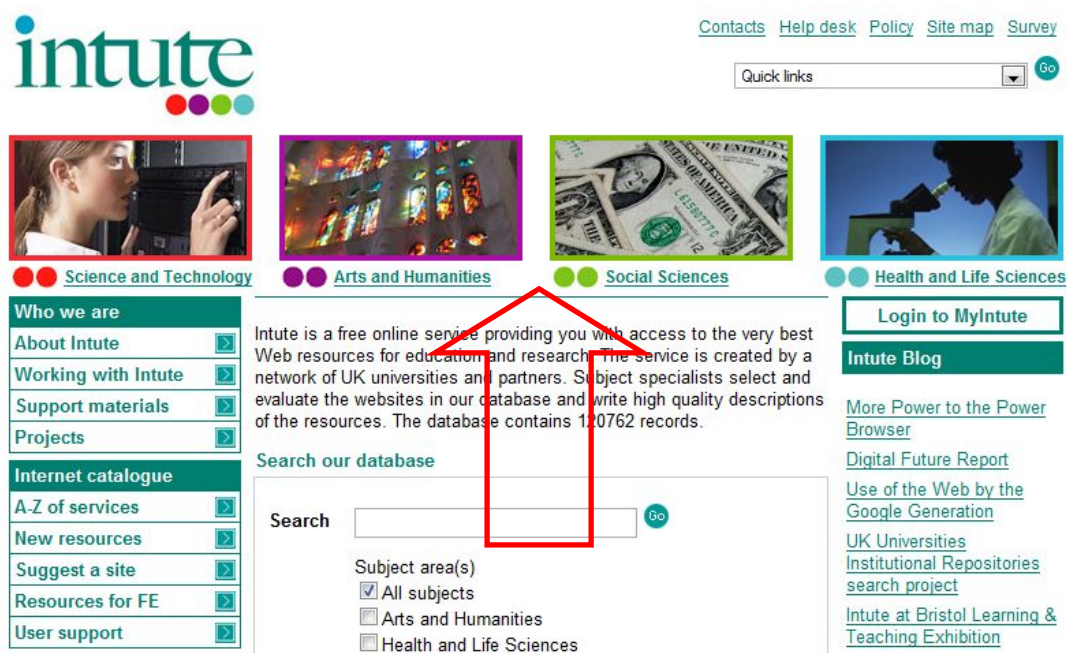 intute
Contacts Help desk Policy Site map Survey
Quick links Go
Science and Technology
Arts and Humanities
Social Sciences
Health and Life Sciences
Who we are
About Intute
Working with Intute
Support materials
Projects
Internet catalogue
A-Z of services
New resources
Suggest a site
Resources for FE
User support
Intute is a free online service providing you with access to the very best
Web resources for education and research. The service is created by a
network of UK universities and partners. Subject specialists select and
evaluate the websites in our database and write high quality descriptions
of the resources. The database contains 120762 records.
Search our database
Search Go
Subject area(s)
All subjects
Arts and Humanities
Health and Life Sciences
Login to MyIntute
Intute Blog
More Power to the Power
Browser
Digital Future Report
Use of the Web by the
Google Generation
UK Universities
Institutional Repositories
search project
Intute at Bristol Learning &
Teaching Exhibition